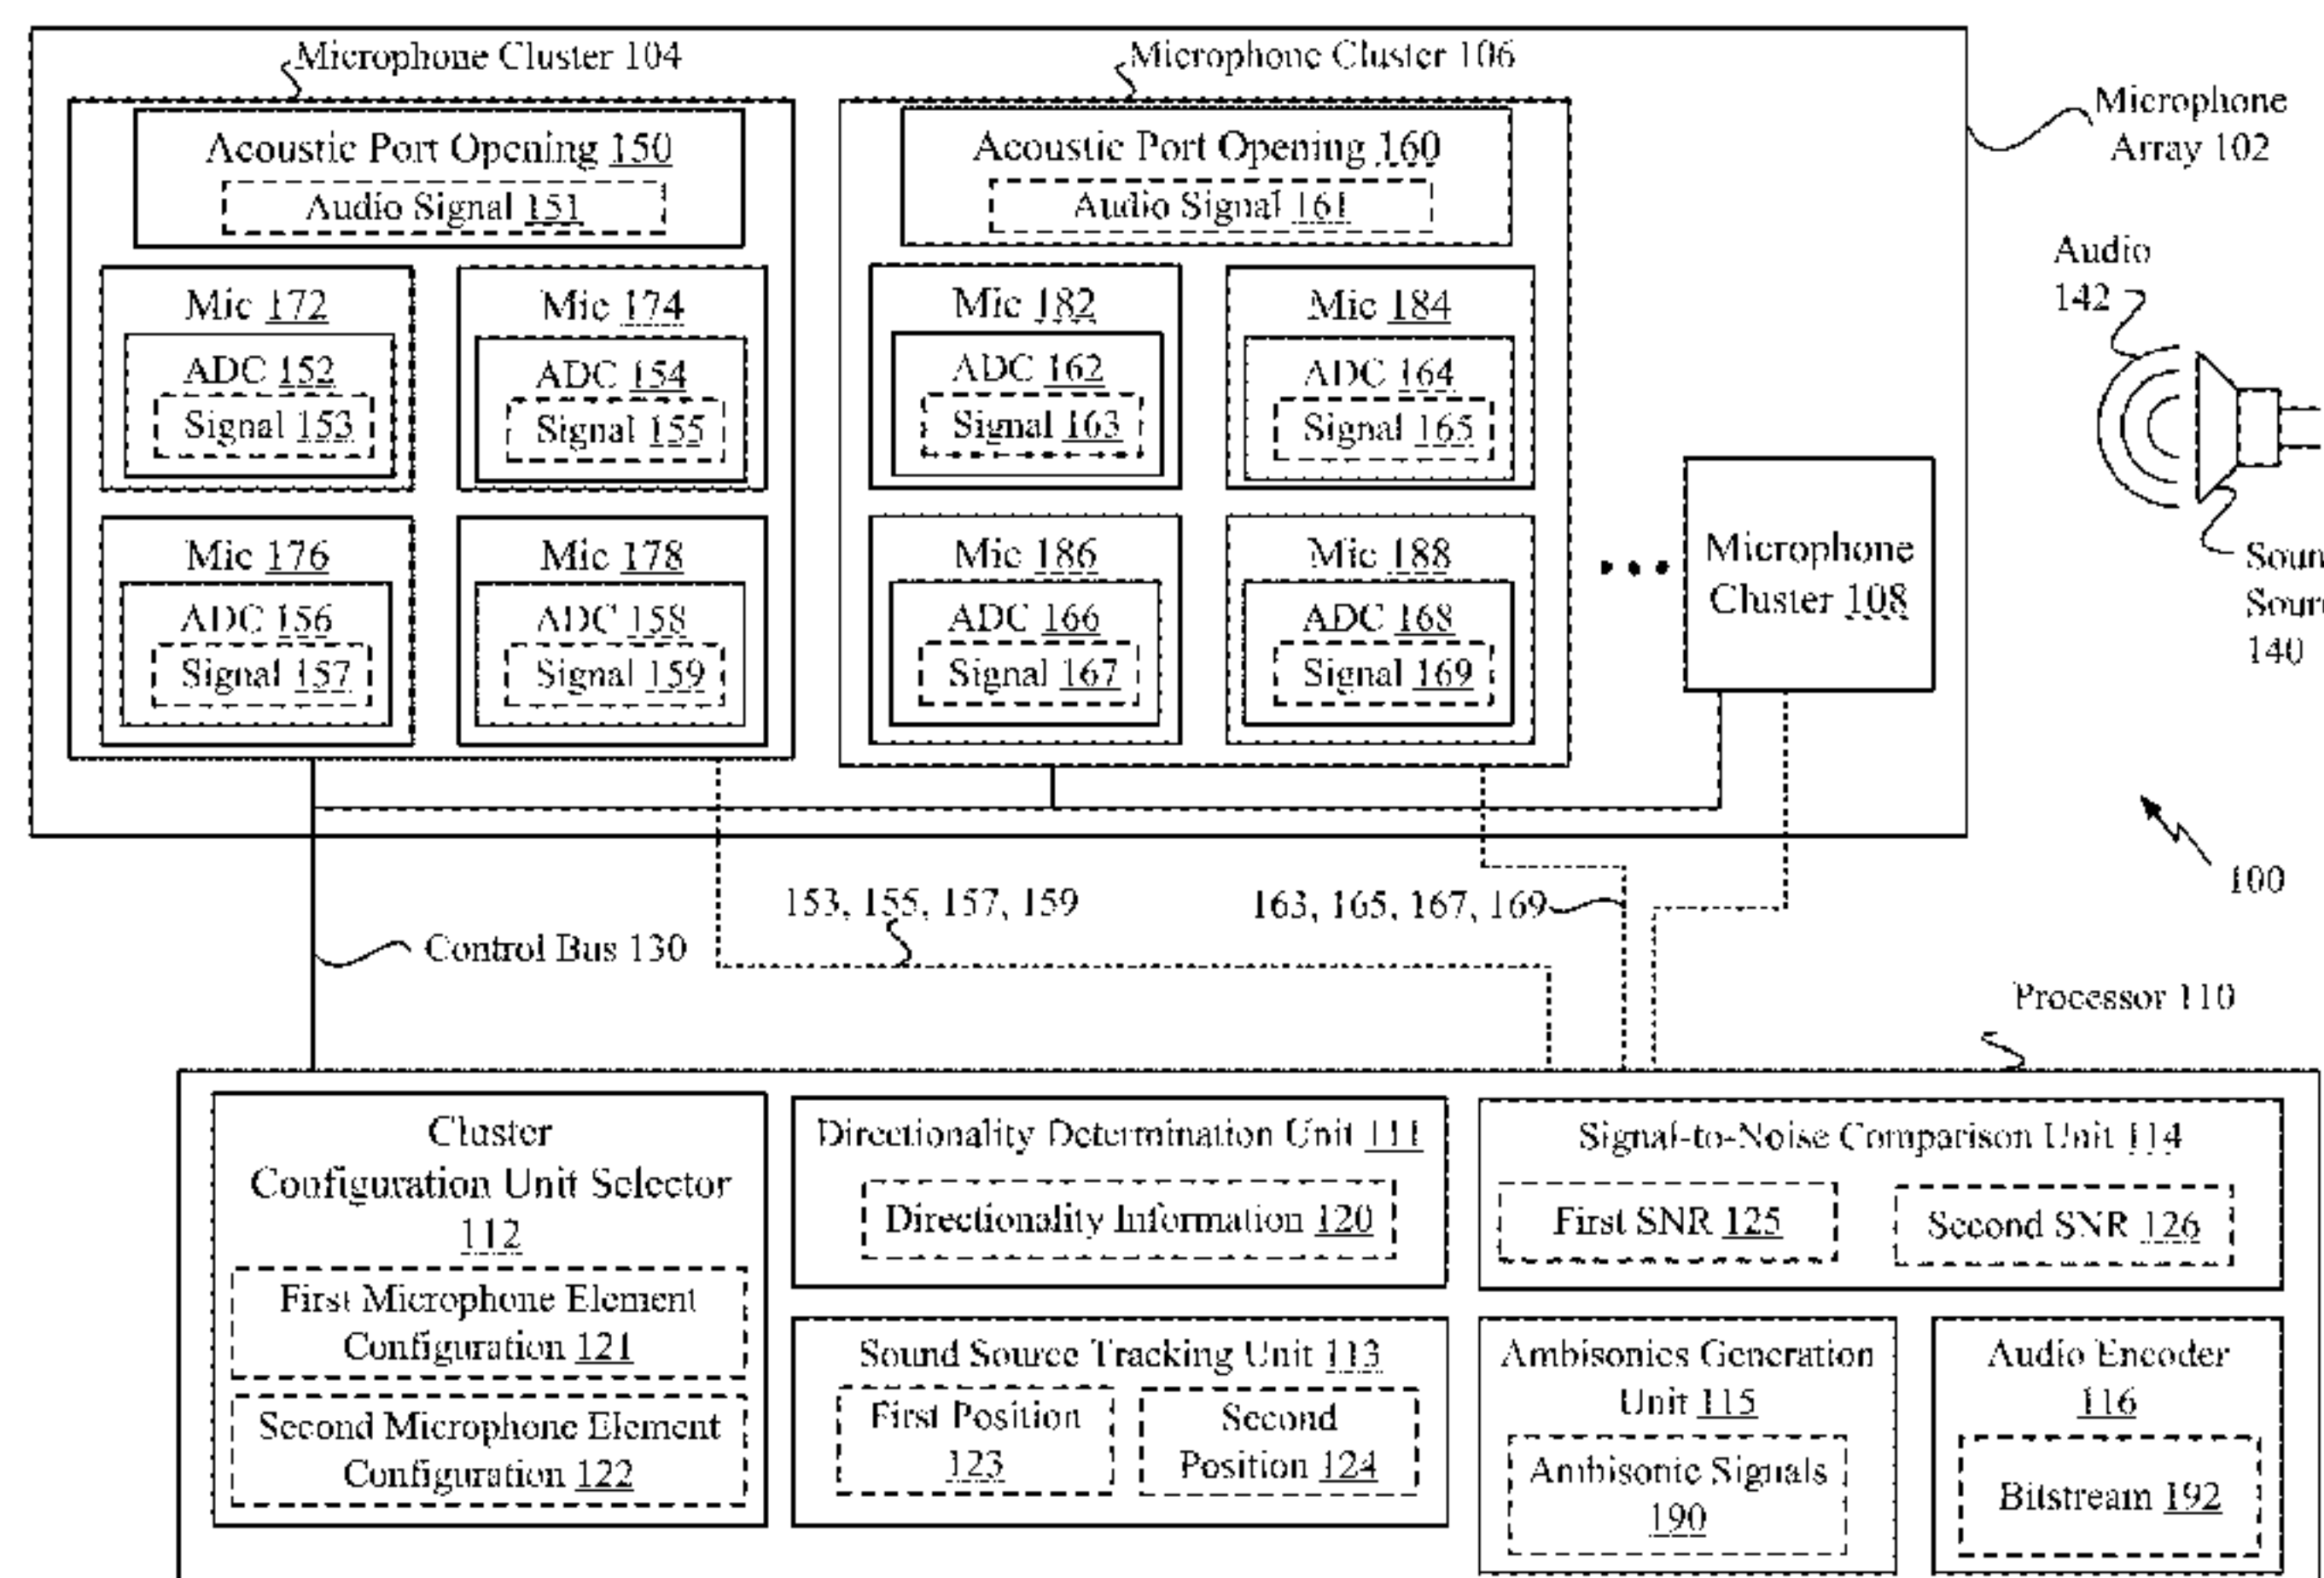 Microphone Cluster 104
Microphone Cluster 106
Microphone
Array 102
Acoustic Port Opening 150
Audio Signal 151
Acoustic Port Opening 160
Audio Signal 161
Audio
142
Mic 172
ADC 152
Signal 153
Mic 174
ADC 154
Signal 155
Mic 182
ADC 162
Signal 163
Mic 184
ADC 164
Signal 165
Mic 176
ADC 156
Signal 157
Mic 178
ADC 158
Signal 159
Mic 186
ADC 166
Signal 167
Mic 188
ADC 168
Signal 169
Microphone
Cluster 108
Soun
Sour
140
100
153, 155, 157, 159
163, 165, 167, 169
Control Bus 130
Processor 110
Cluster
Configuration Unit Selector
112
First Microphone Element
Configuration 121
Second Microphone Element
Configuration 122
Directionality Determination Unit 111
Directionality Information 120
Signal-to-Noise Comparison Unit 114
First SNR 125
Second SNR 126
Sound Source Tracking Unit 113
First Position
123
Second
Position 124
Ambisonics Generation
Unit 115
Ambisonic Signals
190
Audio Encoder
116
Bitstream 192